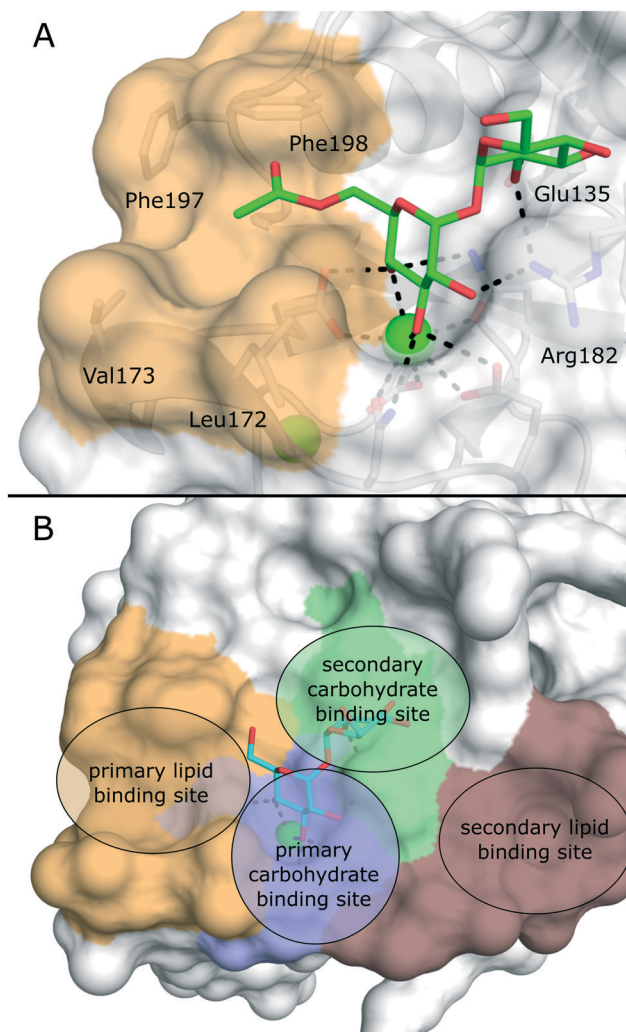 A
Phe198
Phe197
Glu135
Arg182
Val173
Leu172
B
secondary
carbohydrate
binding site
primary lipid
binding site
secondary lipid
binding site
primary
carbohydrate
binding site